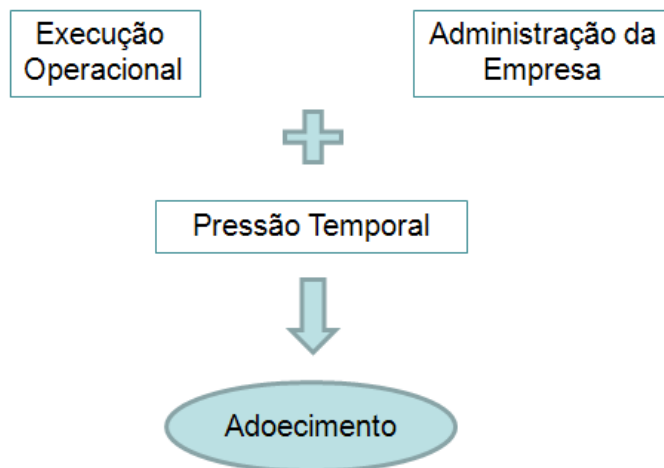 Execução
Operacional
Administração da
Empresa
Pressão Temporal
Adoecimento